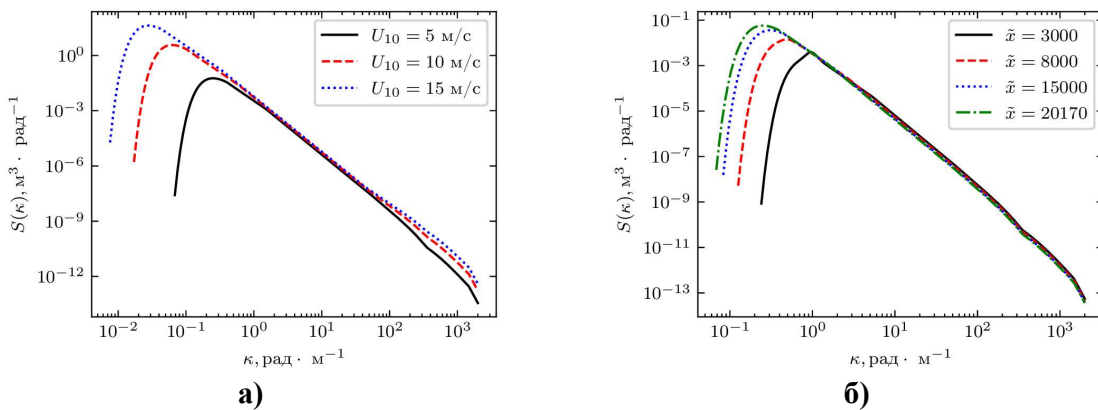 S(κ), м³ · рад⁻¹
10⁰
10⁻³
10⁻⁶
10⁻⁹
10⁻¹²
U₁₀ = 5 м/с
U₁₀ = 10 м/с
U₁₀ = 15 м/с
10⁻² 10⁻¹ 10⁰ 10¹ 10² 10³
κ, рад · м⁻¹
а)
S(κ), м³ · рад⁻¹
10⁻¹
10⁻³
10⁻⁵
10⁻⁷
10⁻⁹
10⁻¹¹
10⁻¹³
x̃ = 3000
x̃ = 8000
x̃ = 15000
x̃ = 20170
10⁻¹ 10⁰ 10¹ 10² 10³
κ, рад · м⁻¹
б)